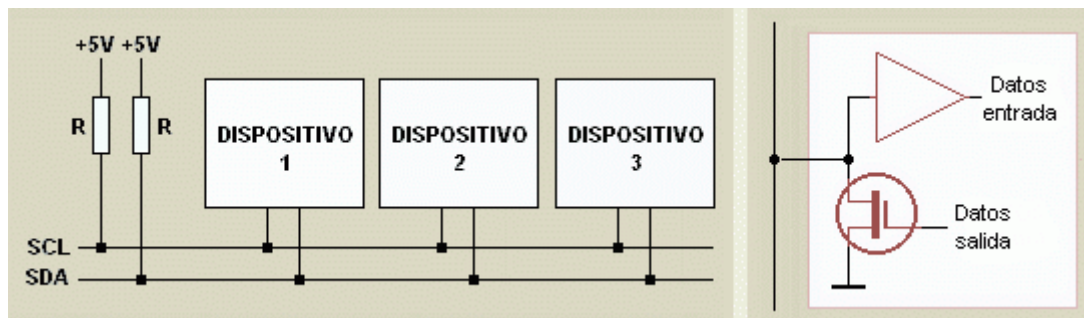 +5V +5V
R R
DISPOSITIVO
1
DISPOSITIVO
2
DISPOSITIVO
3
SCL
SDA
Datos
entrada
Datos
salida